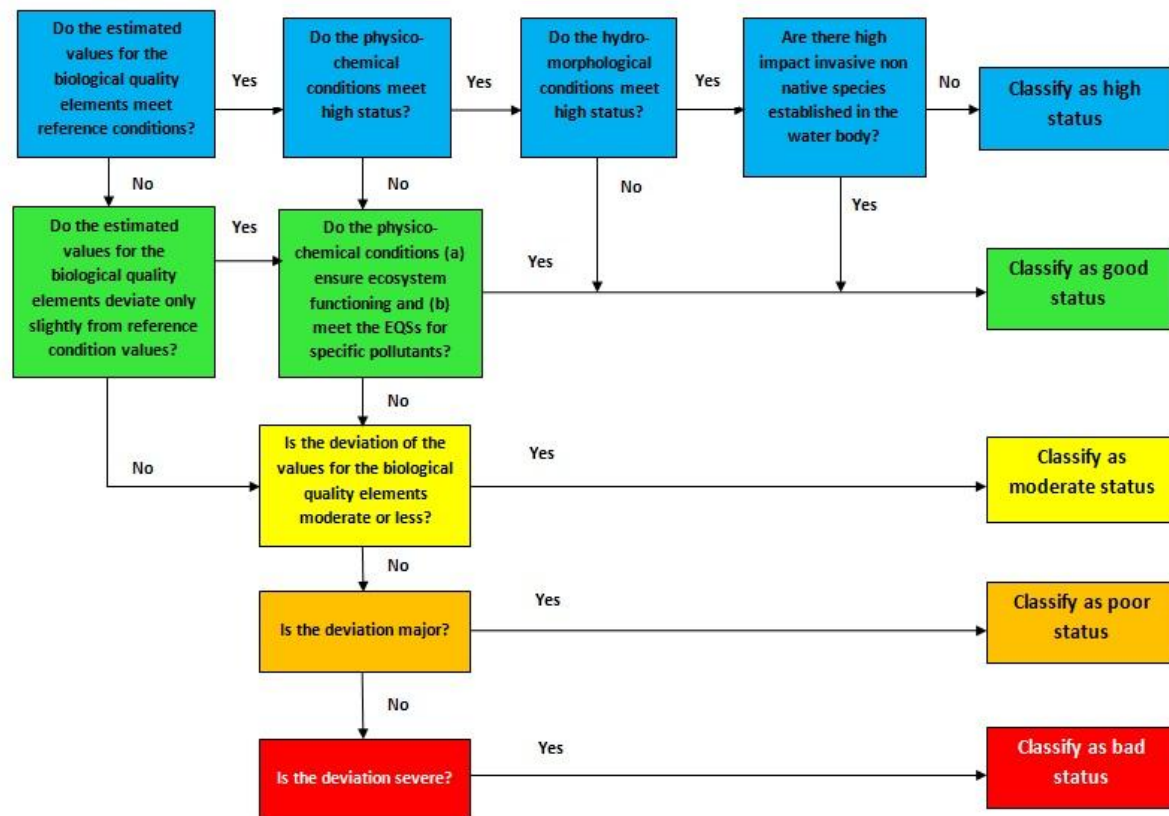 Do the estimated
values for the
biological quality
elements meet
reference conditions?
Yes
Do the physico-
chemical
conditions meet
high status?
Yes
Do the hydro-
morphological
conditions meet
high status?
Yes
Are there high
impact invasive non
native species
established in the
water body?
No
Classify as high
status
No
No
No
Yes
Do the estimated
values for the
biological quality
elements deviate only
slightly from reference
condition values?
Yes
Do the physico-
chemical conditions (a)
ensure ecosystem
functioning and (b)
meet the EQSs for
specific pollutants?
Yes
Classify as good
status
No
No
Is the deviation of the
values for the biological
quality elements
moderate or less?
Yes
Classify as
moderate status
No
Is the deviation major?
Yes
Classify as poor
status
No
Is the deviation severe?
Yes
Classify as bad
status